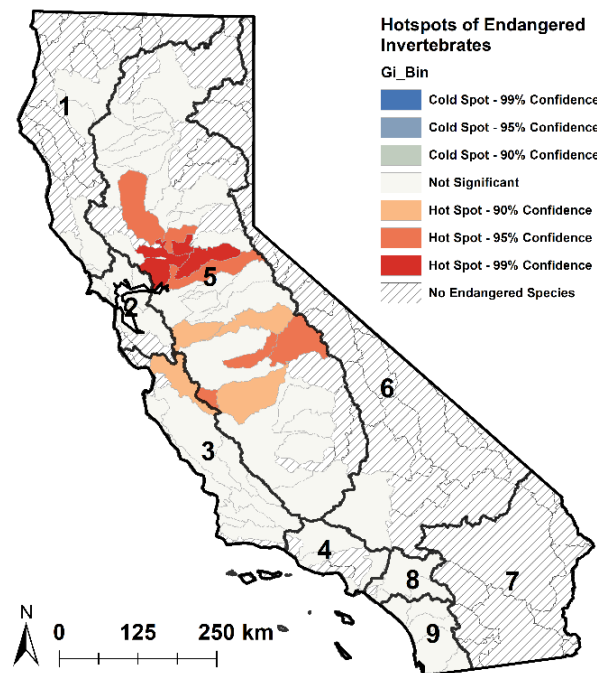 Hotspots of Endangered
Invertebrates
Gi_Bin
Cold Spot - 99% Confidence
Cold Spot - 95% Confidence
Cold Spot - 90% Confidence
Not Significant
Hot Spot - 90% Confidence
Hot Spot - 95% Confidence
Hot Spot - 99% Confidence
No Endangered Species
1
5
2
6
3
4
8
7
9
N
0 125 250 km